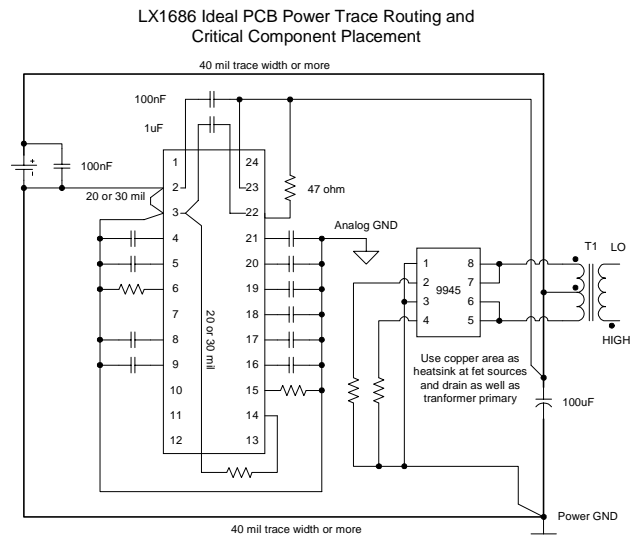 LX1686 Ideal PCB Power Trace Routing and
Critical Component Placement
40 mil trace width or more
100nF
1uF
+
-
100nF
1 24
2 23
20 or 30 mil
3 22
47 ohm
Analog GND
4 21
5 20
6 19
7 18
8 17
9 16
10 15
11 14
12 13
20 or 30 mil
1 8
2 7
9945
3 6
4 5
T1 LO
HIGH
Use copper area as
heatsink at fet sources
and drain as well as
tranformer primary
100uF
Power GND
40 mil trace width or more